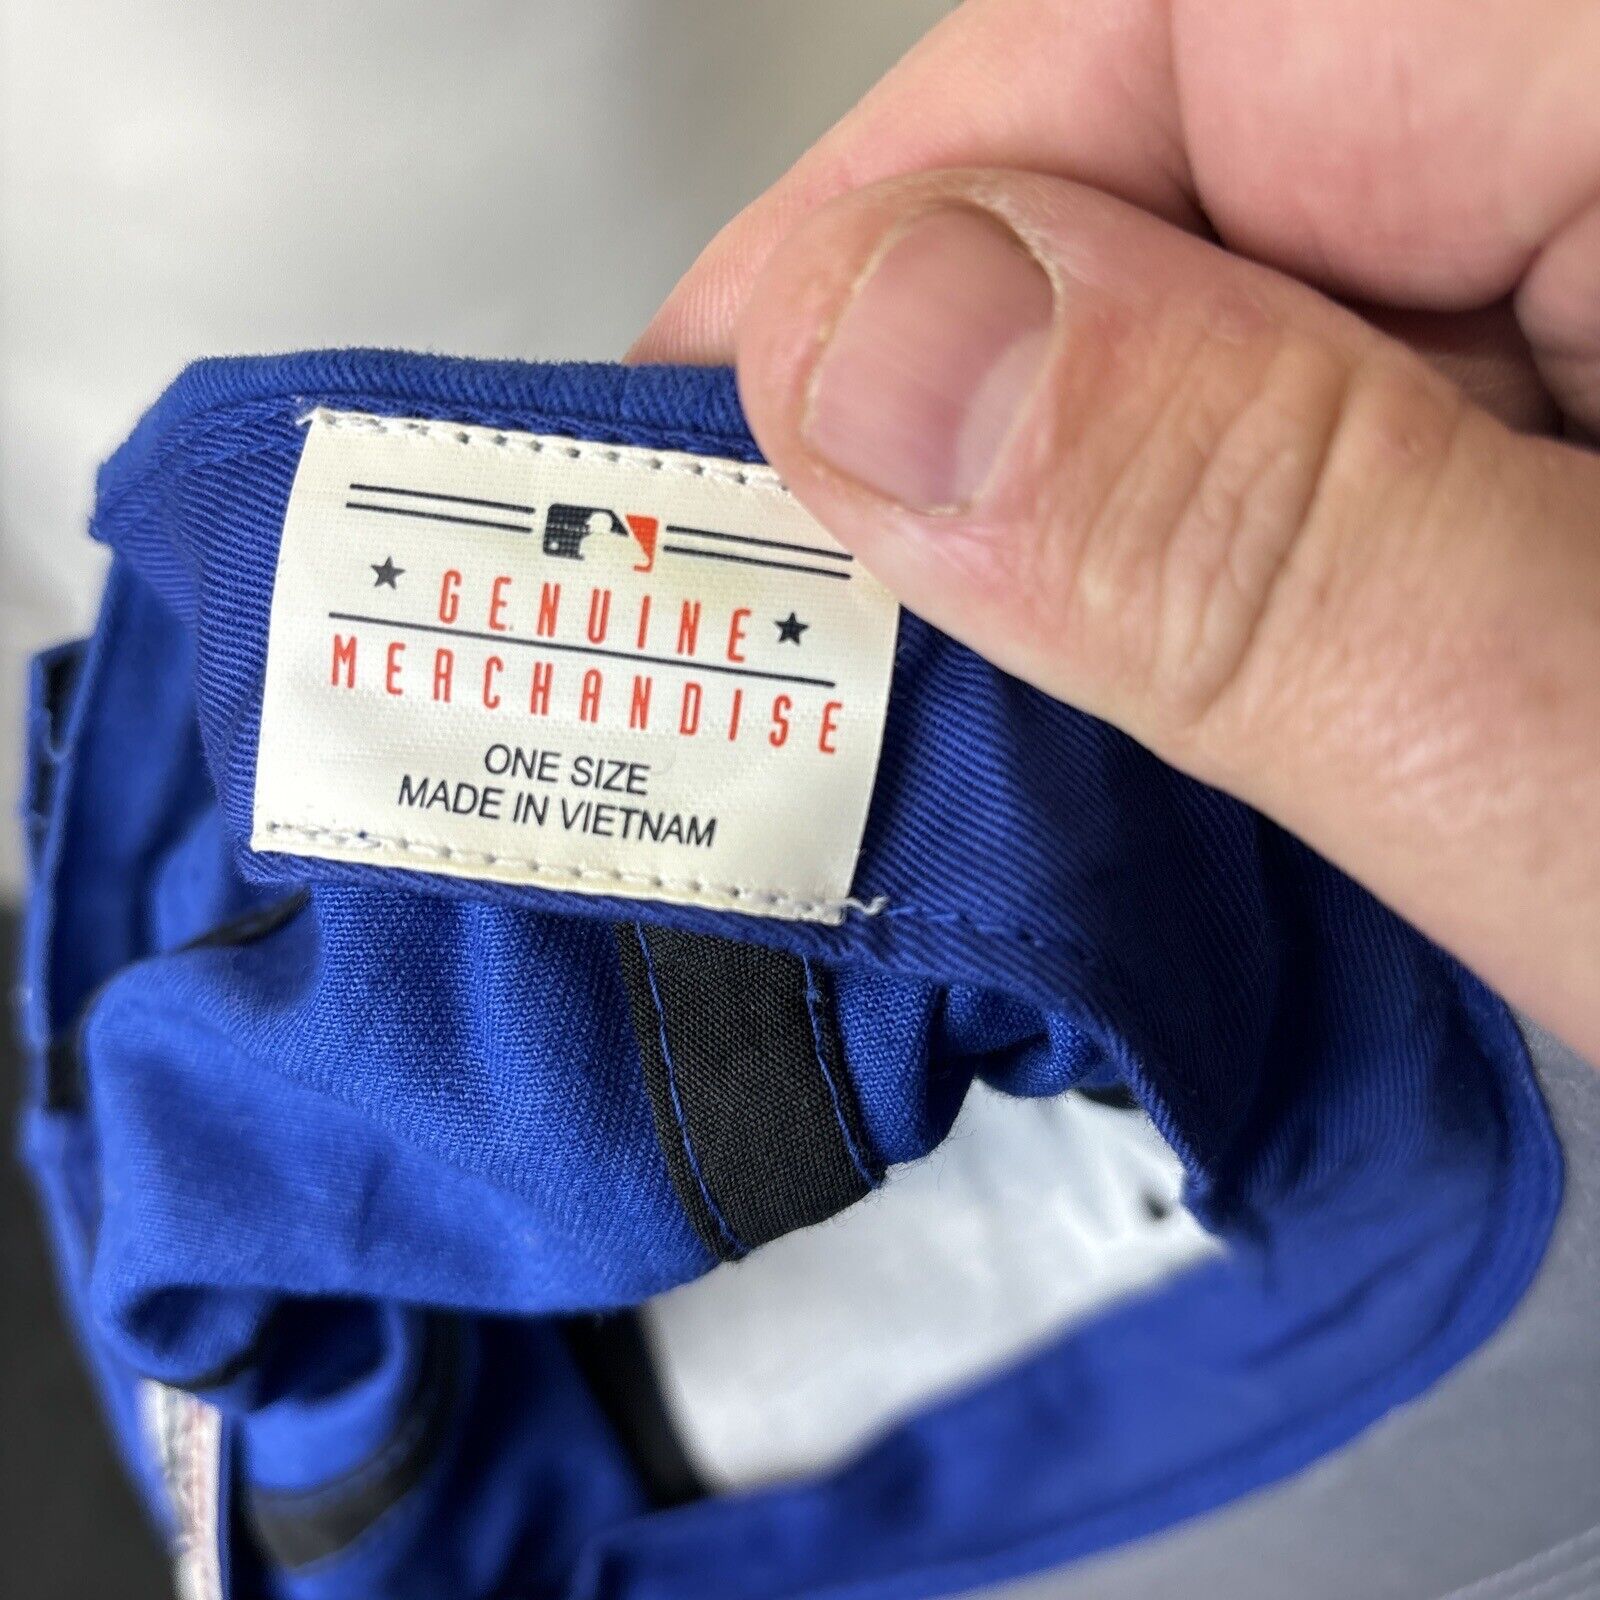 GENUINE
MERCHANDISE
ONE SIZE
MADE IN VIETNAM